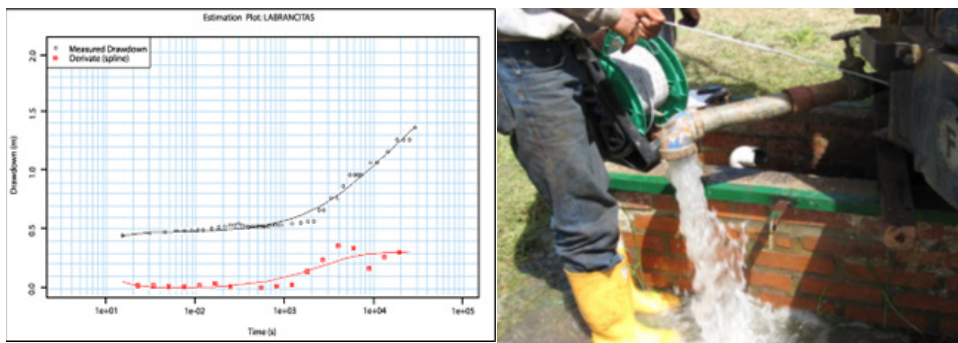 Estimation Plot: LABRANCITAS
Measured Drawdown
Derivate (spline)
Drawdown (m)
2.0
1.5
1.0
0.5
0.0
1e+01
1e-02
1e+03
1e+04
1e+05
Time (s)